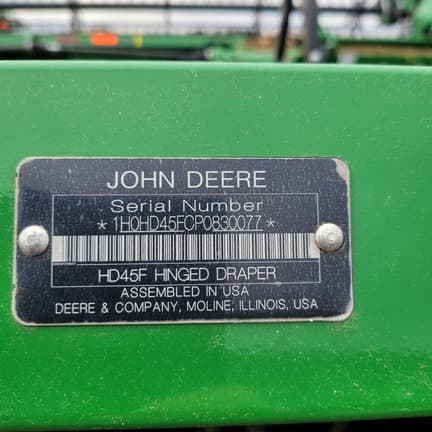 JOHN DEERE
Serial Number
*1H0HD45FCP0830077*
HD45F HINGED DRAPER
ASSEMBLED IN USA
DEERE & COMPANY, MOLINE, ILLINOIS, USA